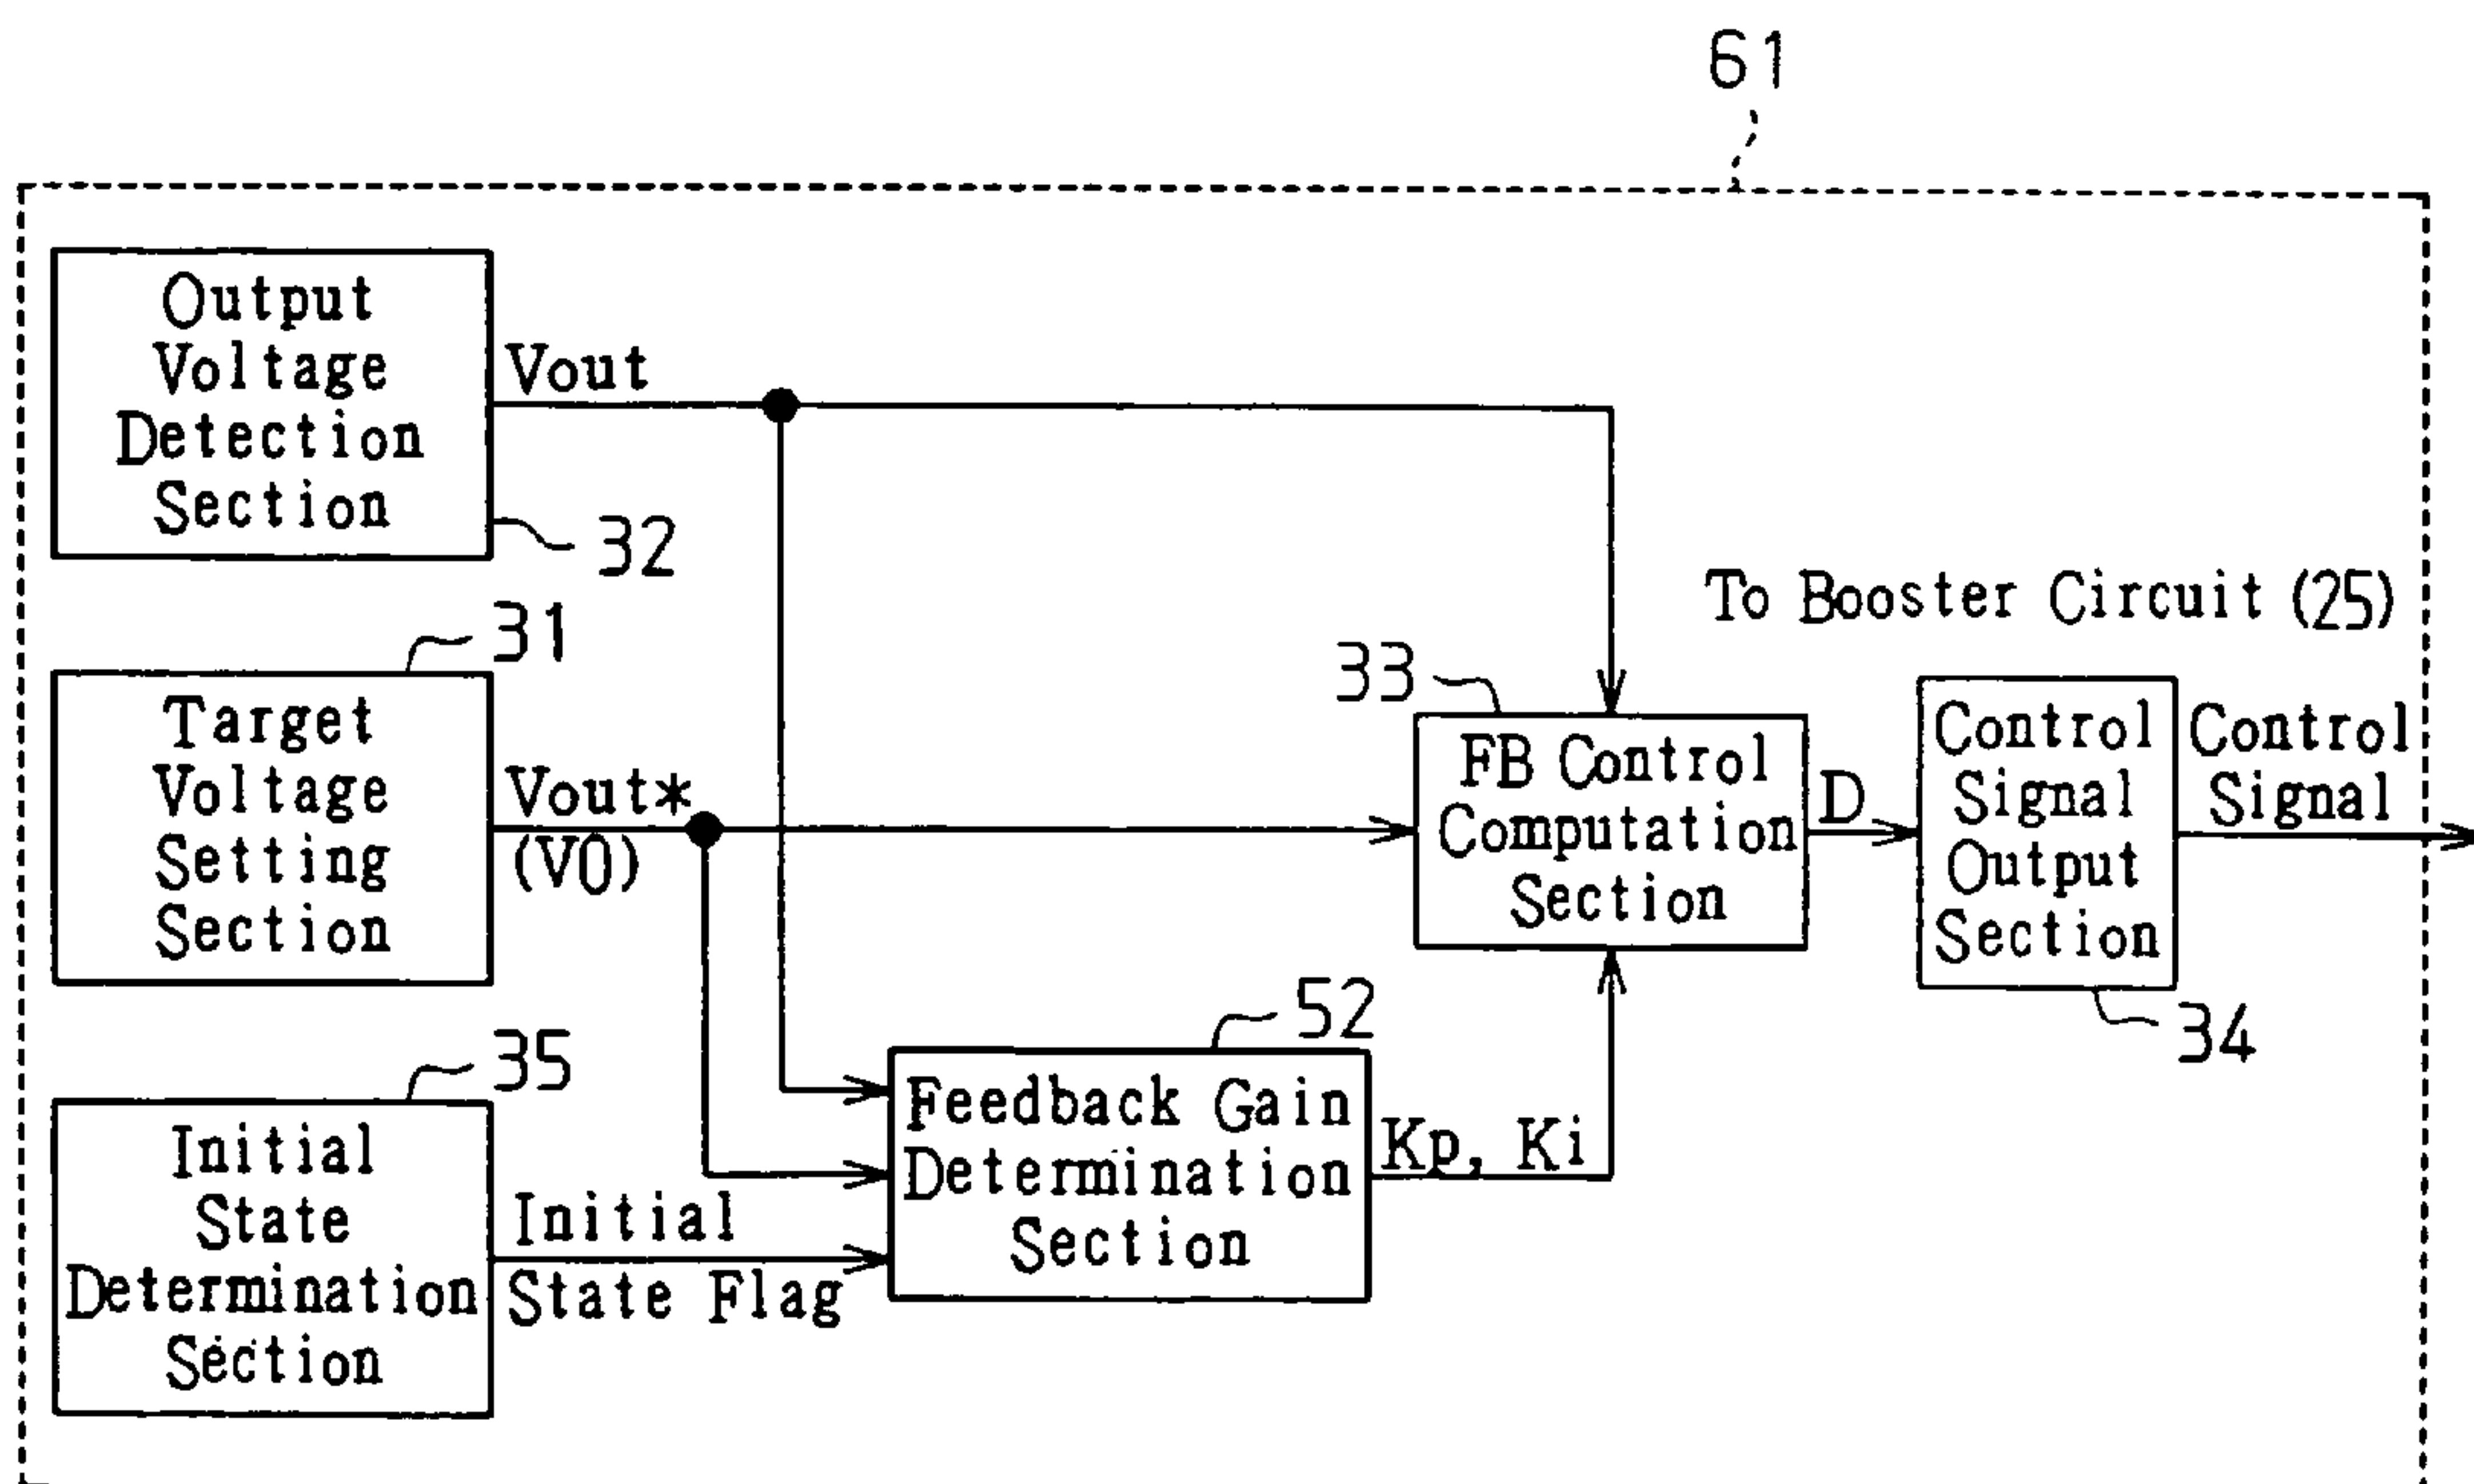 61
Output
Voltage
Detection
Section
Vout
32
To Booster Circuit (25)
31
Target
Voltage
Setting
Section
Vout*
(V0)
33
FB Control
Computation
Section
D
Control
Signal
Output
Section
Control
Signal
34
35
Initial
State
Determination
Section
Initial
State Flag
52
Feedback Gain
Determination
Section
Kp, Ki